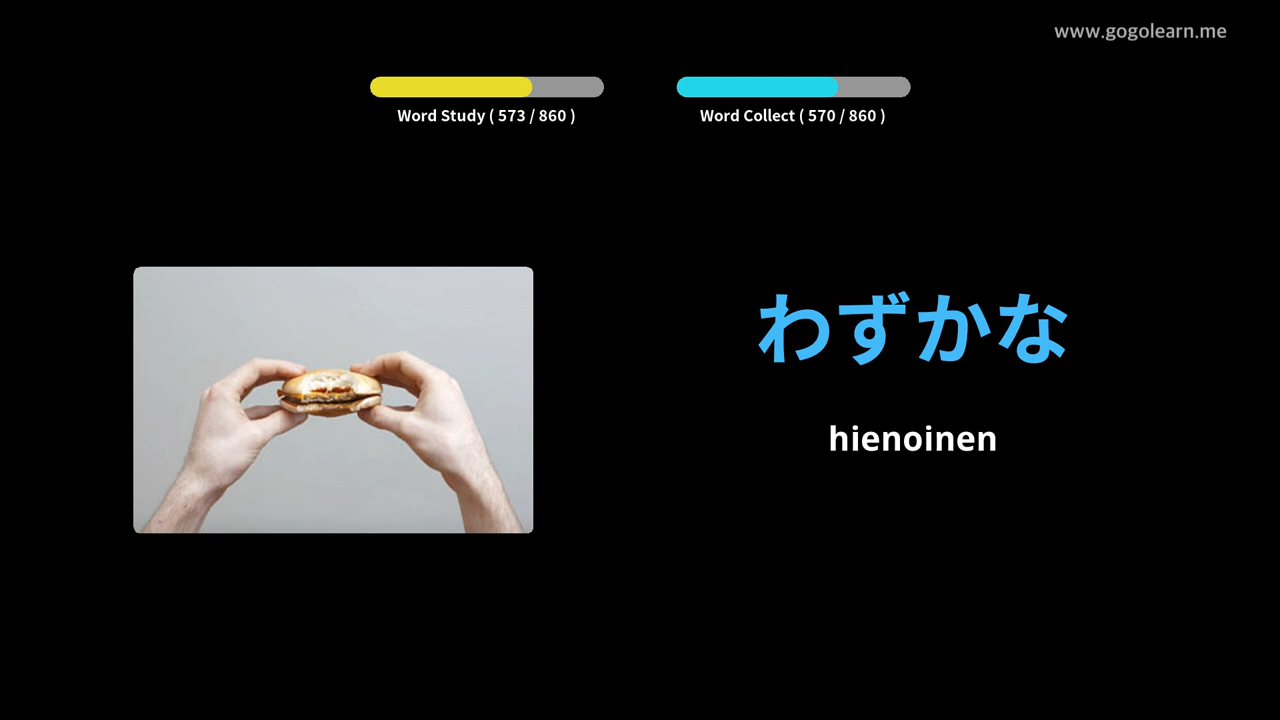 www.gogolearn.me
Word Study ( 573 / 860 )
Word Collect ( 570 / 860 )
わずかな
hienoinen